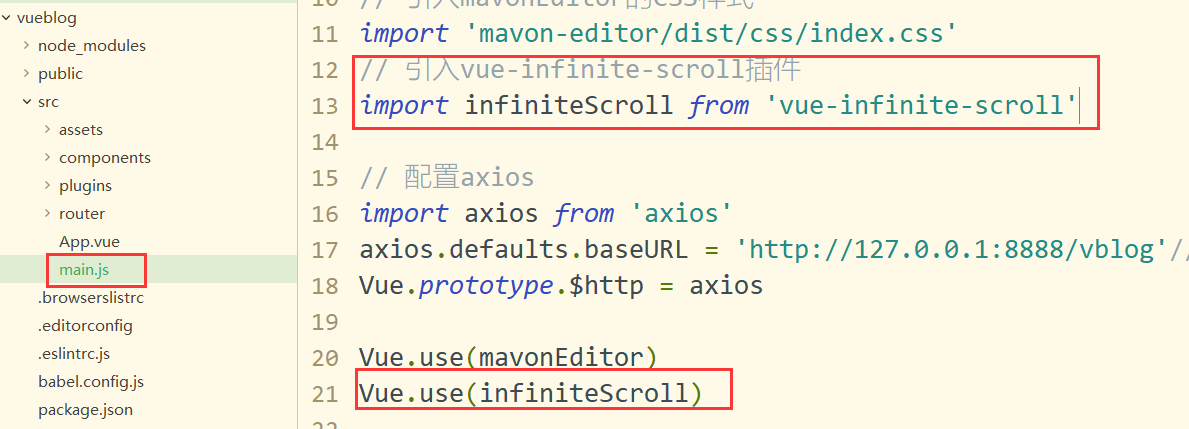 vueblog
node_modules
public
src
assets
components
plugins
router
App.vue
main.js
.browserslistrc
.editorconfig
.eslintrc.js
babel.config.js
package.json
10 // 引入mavonEditor的CSS样式
11 import 'mavon-editor/dist/css/index.css'
12 // 引入vue-infinite-scroll插件
13 import infiniteScroll from 'vue-infinite-scroll'
14
15 // 配置axios
16 import axios from 'axios'
17 axios.defaults.baseURL = 'http://127.0.0.1:8888/vblog'//
18 Vue.prototype.$http = axios
19
20 Vue.use(mavonEditor)
21 Vue.use(infiniteScroll)
22